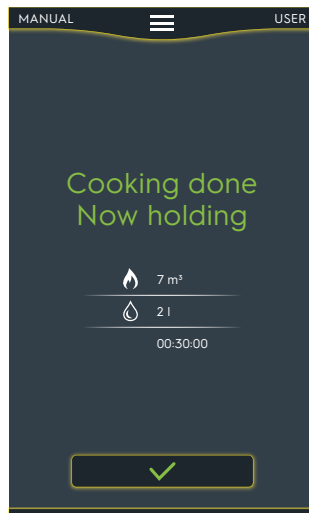 MANUAL USER
Cooking done
Now holding
7 m³
2 l
00:30:00